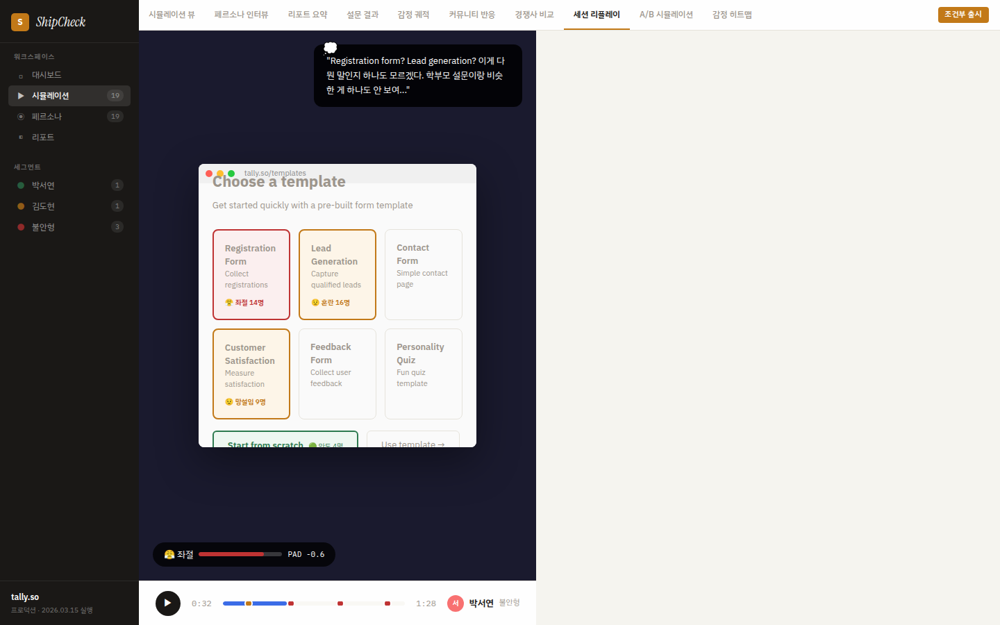 S ShipCheck
워크스페이스
대시보드
시뮬레이션 19
페르소나 19
리포트
세그먼트
박서연 1
김도현 1
불안형 3
tally.so
프로덕션 · 2026.03.15 실행
시뮬레이션 뷰 페르소나 인터뷰 리포트 요약 설문 결과 감정 궤적 커뮤니티 반응 경쟁사 비교 세션 리플레이 A/B 시뮬레이션 감정 히트맵 조건부 출시
"Registration form? Lead generation? 이게 다
뭔 말인지 하나도 모르겠다. 학부모 설문이랑 비슷
한 게 하나도 안 보여..."
tally.so/templates
Choose a template
Get started quickly with a pre-built form template
Registration
Form
Collect
registrations
😤 좌절 14명
Lead
Generation
Capture
qualified leads
😟 혼란 16명
Contact
Form
Simple contact
page
Customer
Satisfaction
Measure
satisfaction
😟 망설임 9명
Feedback
Form
Collect user
feedback
Personality
Quiz
Fun quiz
template
Start from scratch 🟢 안도 4명
Use template →
😤 좌절 PAD -0.6
0:32 1:28 서 박서연 불안형